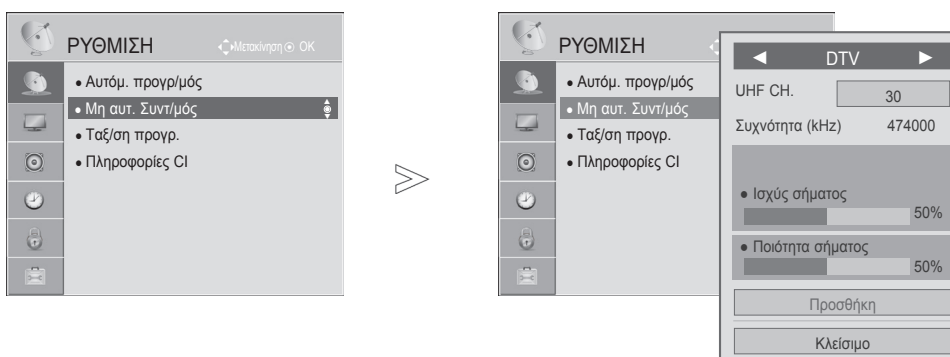 ΡΥΘΜΙΣΗ
Μετακίνηση OK
● Αυτόμ. προγρ/μός
● Μη αυτ. Συντ/μός
● Ταξ/ση προγρ.
● Πληροφορίες CI
ΡΥΘΜΙΣΗ
● Αυτόμ. προγρ/μός
● Μη αυτ. Συντ/μός
● Ταξ/ση προγρ.
● Πληροφορίες CI
◀ DTV ▶
UHF CH. 30
Συχνότητα (kHz) 474000
● Ισχύς σήματος
50%
● Ποιότητα σήματος
50%
Προσθήκη
Κλείσιμο